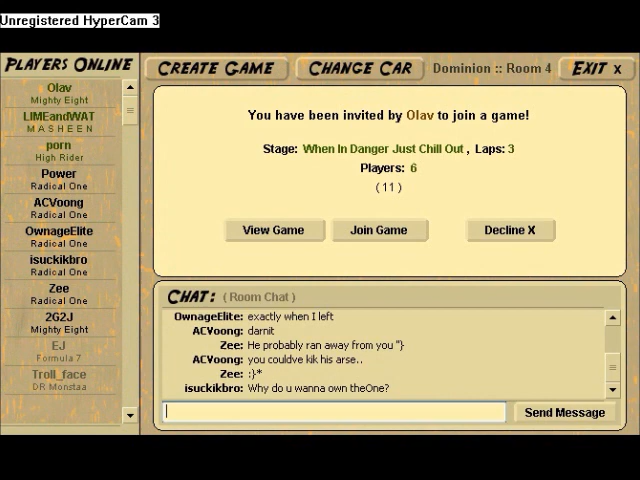 Unregistered HyperCam 3
PLAYERS ONLINE
CREATE GAME
CHANGE CAR
Dominion :: Room 4
EXIT X
Olav
Mighty Eight
LIMEandWAT
M A S H E E N
porn
High Rider
Power
Radical One
ACVoong
Radical One
OwnageElite
Radical One
isuckikbro
Radical One
Zee
Radical One
2G2J
Mighty Eight
EJ
Formula 7
Troll_face
DR Monstaa
You have been invited by Olav to join a game!
Stage: When In Danger Just Chill Out , Laps: 3
Players: 6
( 11 )
View Game
Join Game
Decline X
CHAT: ( Room Chat )
OwnageElite: exactly when I left
ACVoong: darnit
Zee: He probably ran away from you "}
ACVoong: you couldve kik his arse..
Zee: :}*
isuckikbro: Why do u wanna own theOne?
Send Message